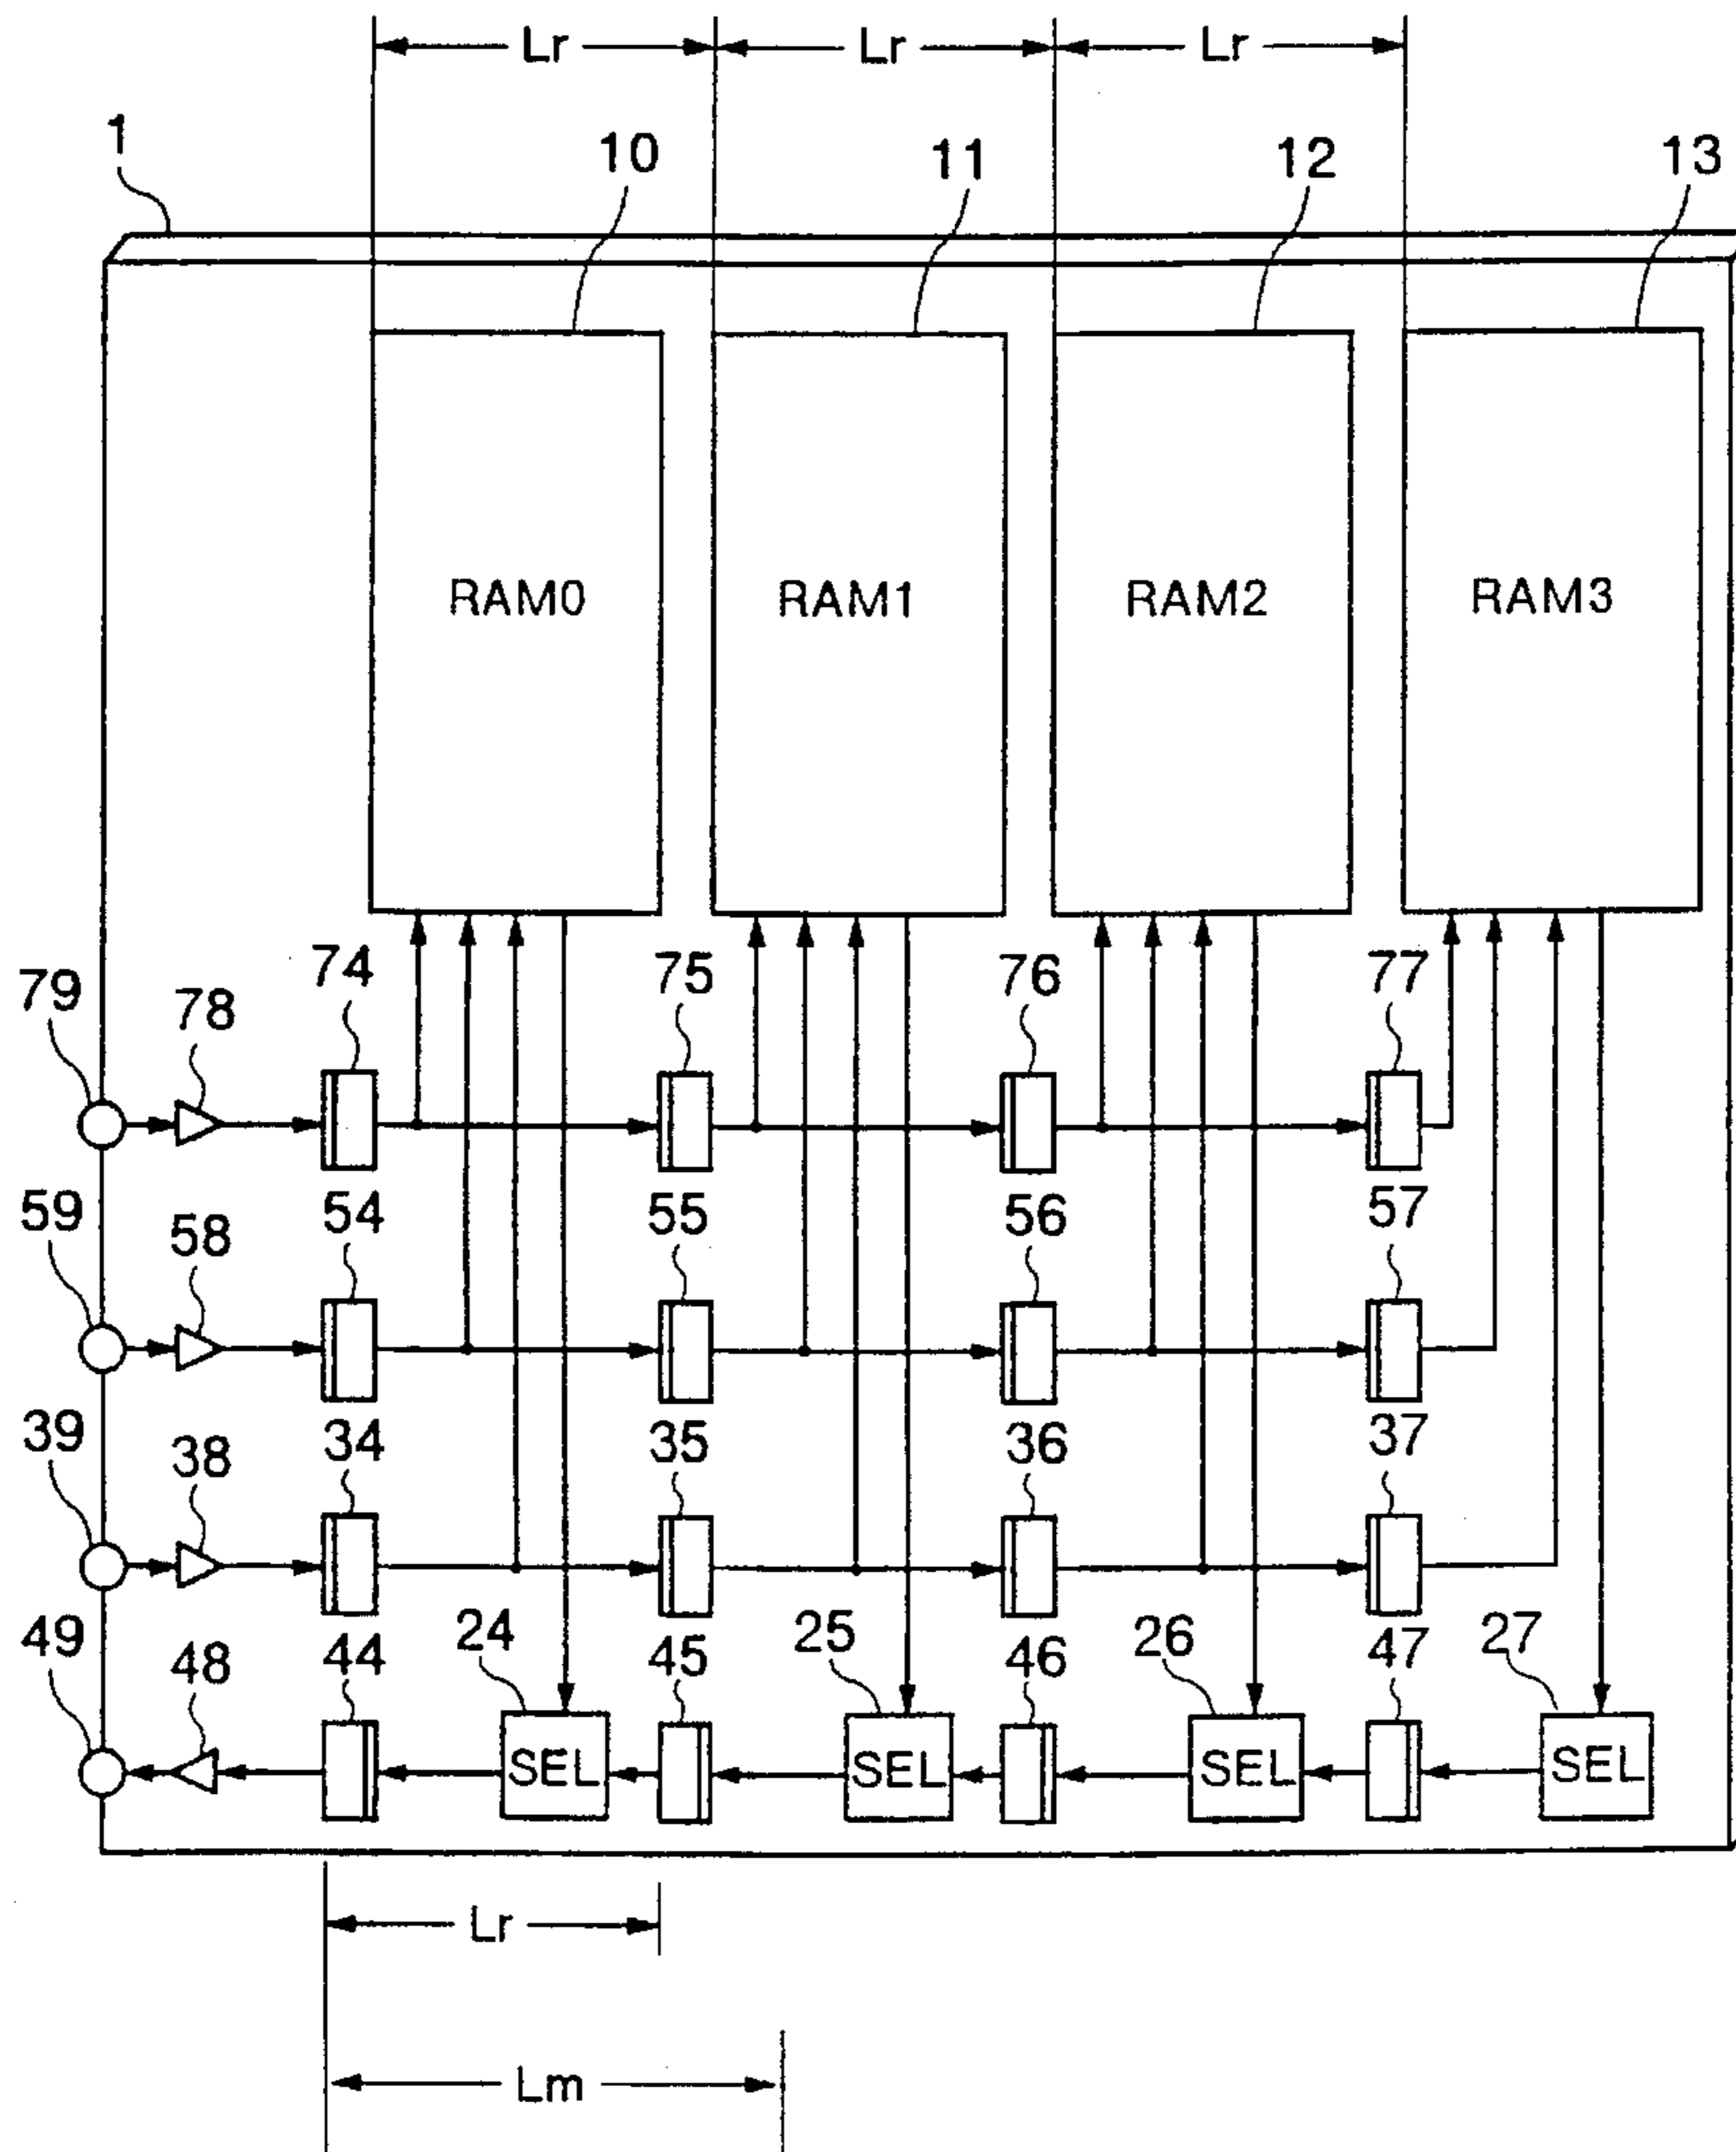 Lr Lr Lr
1 10 11 12 13
RAM0 RAM1 RAM2 RAM3
79 78 74 75 76 77
59 58 54 55 56 57
39 38 34 35 36 37
49 48 44 24 45 25 46 26 47 27
SEL SEL SEL SEL
Lr
Lm